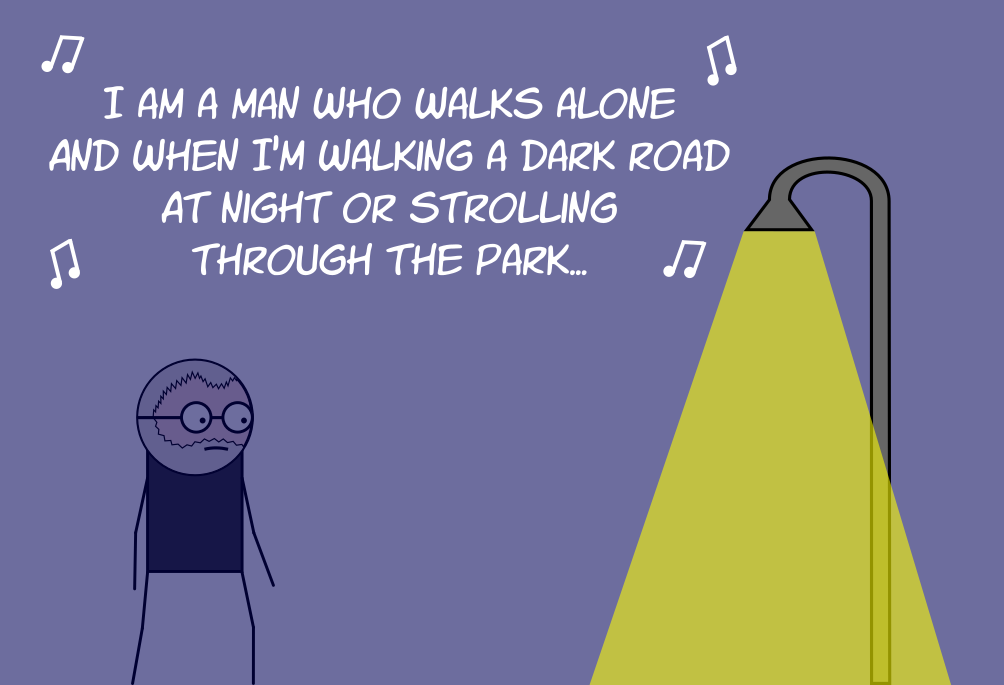 I AM A MAN WHO WALKS ALONE
AND WHEN I'M WALKING A DARK ROAD
AT NIGHT OR STROLLING
THROUGH THE PARK...